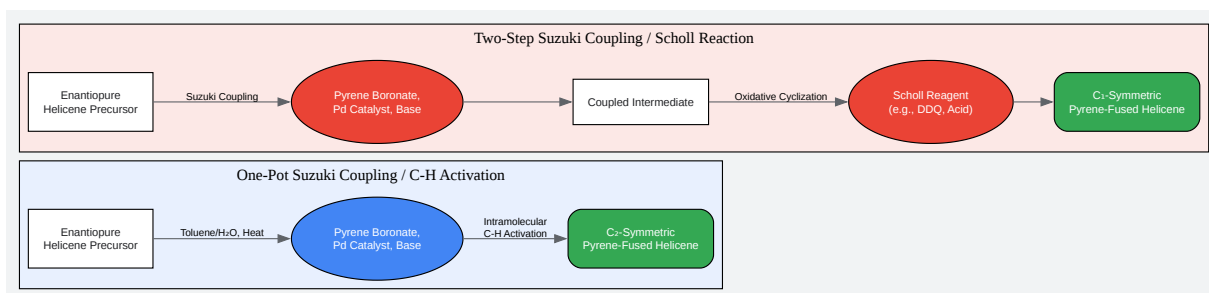 Two-Step Suzuki Coupling / Scholl Reaction
Enantiopure
Helicene Precursor
Suzuki Coupling
Pyrene Boronate,
Pd Catalyst, Base
Coupled Intermediate
Oxidative Cyclization
Scholl Reagent
(e.g., DDQ, Acid)
C₁-Symmetric
Pyrene-Fused Helicene
One-Pot Suzuki Coupling / C-H Activation
Enantiopure
Helicene Precursor
Toluene/H₂O, Heat
Pyrene Boronate,
Pd Catalyst, Base
Intramolecular
C-H Activation
C₂-Symmetric
Pyrene-Fused Helicene